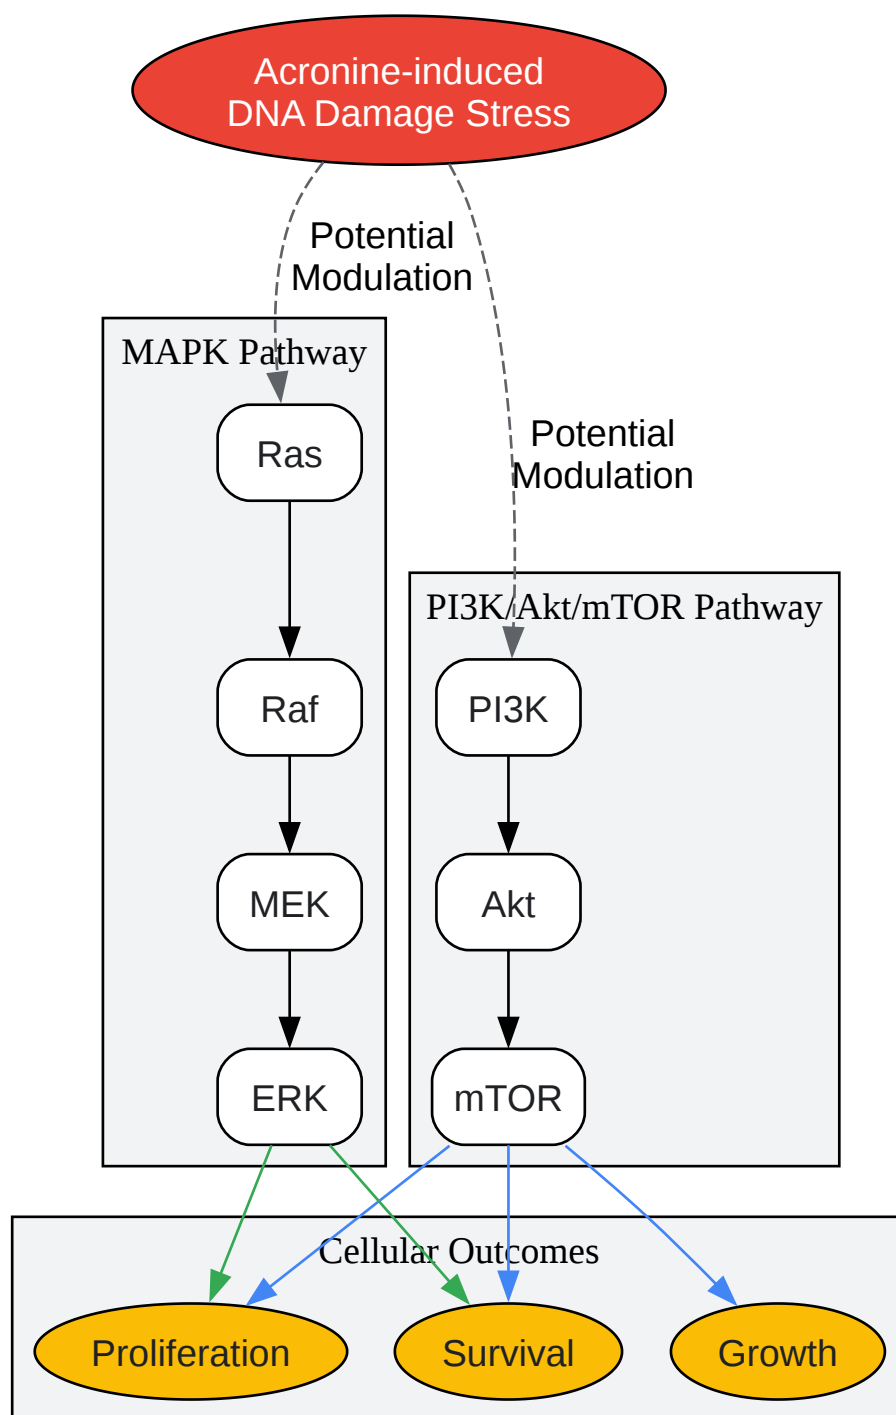 Acronine-induced
DNA Damage Stress
Potential
Modulation
MAPK Pathway
Ras
Potential
Modulation
PI3K/Akt/mTOR Pathway
Raf
PI3K
MEK
Akt
ERK
mTOR
Cellular Outcomes
Proliferation
Survival
Growth